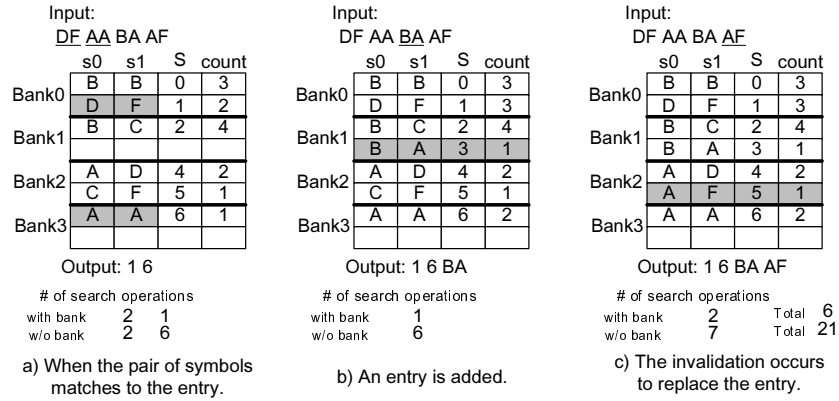 Input:
DF AA BA AF
s0 s1 S count
Bank0
B B 0 3
D F 1 2
Bank1
B C 2 4
Bank2
A D 4 2
C F 5 1
Bank3
A A 6 1
Output: 1 6
# of search operations
with bank 2 1
w/o bank 2 6
a) When the pair of symbols
matches to the entry.
Input:
DF AA BA AF
s0 s1 S count
Bank0
B B 0 3
D F 1 3
Bank1
B C 2 4
B A 3 1
Bank2
A D 4 2
C F 5 1
Bank3
A A 6 2
Output: 1 6 BA
# of search operations
with bank 1
w/o bank 6
b) An entry is added.
Input:
DF AA BA AF
s0 s1 S count
Bank0
B B 0 3
D F 1 3
Bank1
B C 2 4
B A 3 1
Bank2
A D 4 2
A F 5 1
Bank3
A A 6 2
Output: 1 6 BA AF
# of search operations
with bank 2 Total 6
w/o bank 7 Total 21
c) The invalidation occurs
to replace the entry.